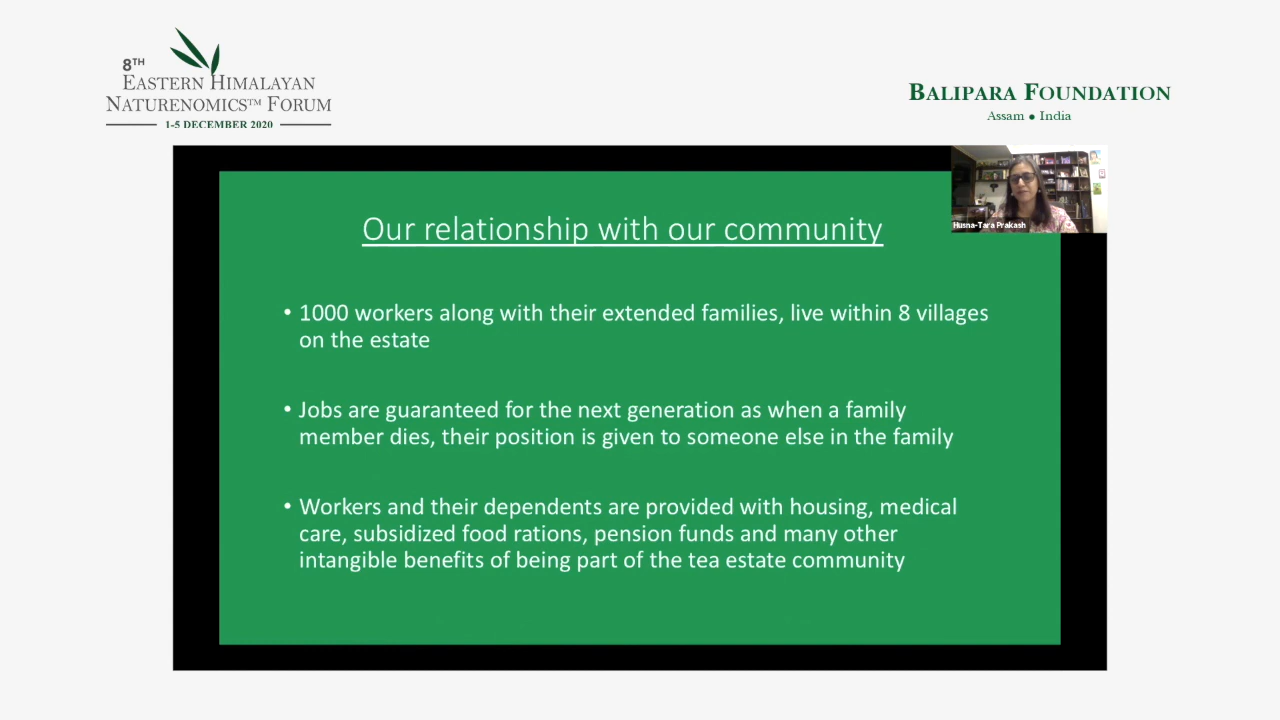 8TH
EASTERN HIMALAYAN
NATURENOMICS™ FORUM
1-5 DECEMBER 2020
BALIPARA FOUNDATION
Assam ● India
Husna-Tara Prakash
Our relationship with our community
• 1000 workers along with their extended families, live within 8 villages
on the estate
• Jobs are guaranteed for the next generation as when a family
member dies, their position is given to someone else in the family
• Workers and their dependents are provided with housing, medical
care, subsidized food rations, pension funds and many other
intangible benefits of being part of the tea estate community